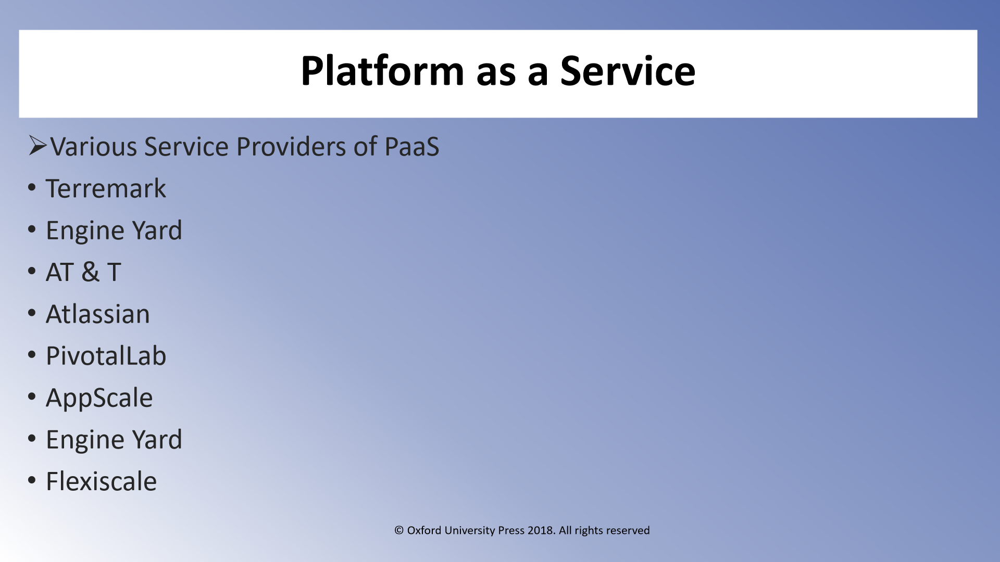 Platform as a Service
➢Various Service Providers of PaaS
• Terremark
• Engine Yard
• AT & T
• Atlassian
• PivotalLab
• AppScale
• Engine Yard
• Flexiscale
© Oxford University Press 2018. All rights reserved